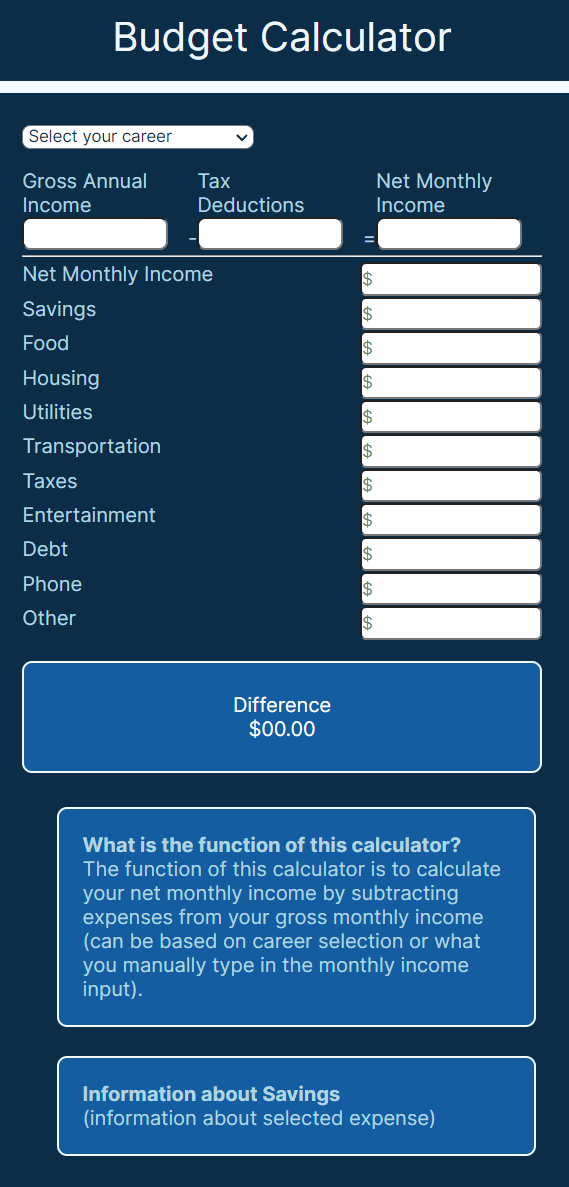 Budget Calculator
Select your career
Gross Annual Income
Tax Deductions
Net Monthly Income
-
=
Net Monthly Income $
Savings $
Food $
Housing $
Utilities $
Transportation $
Taxes $
Entertainment $
Debt $
Phone $
Other $
Difference
$00.00
What is the function of this calculator?
The function of this calculator is to calculate
your net monthly income by subtracting
expenses from your gross monthly income
(can be based on career selection or what
you manually type in the monthly income
input).
Information about Savings
(information about selected expense)